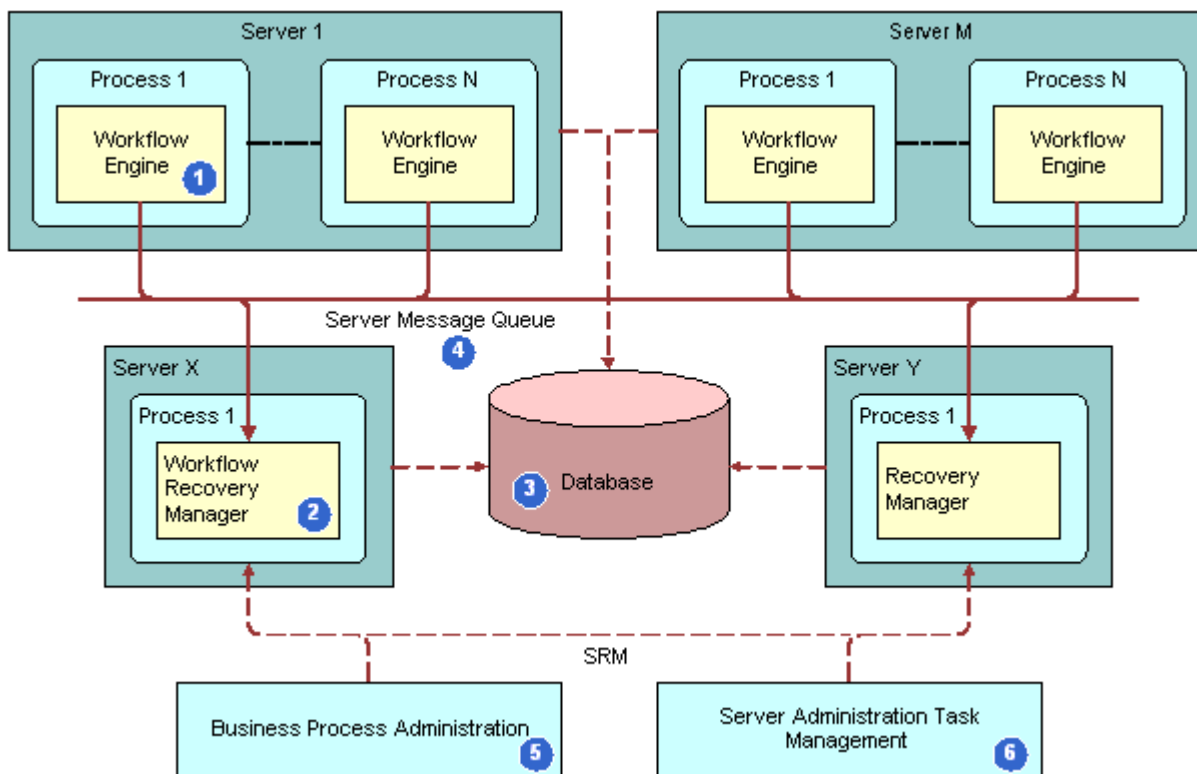 Server 1
Server M
Process 1
Process N
Process 1
Process N
Workflow
Engine
1
Workflow
Engine
Workflow
Engine
Workflow
Engine
Server Message Queue
4
Server X
Process 1
Workflow
Recovery
Manager
2
3
Database
Server Y
Process 1
Recovery
Manager
SRM
Business Process Administration
5
Server Administration Task
Management
6